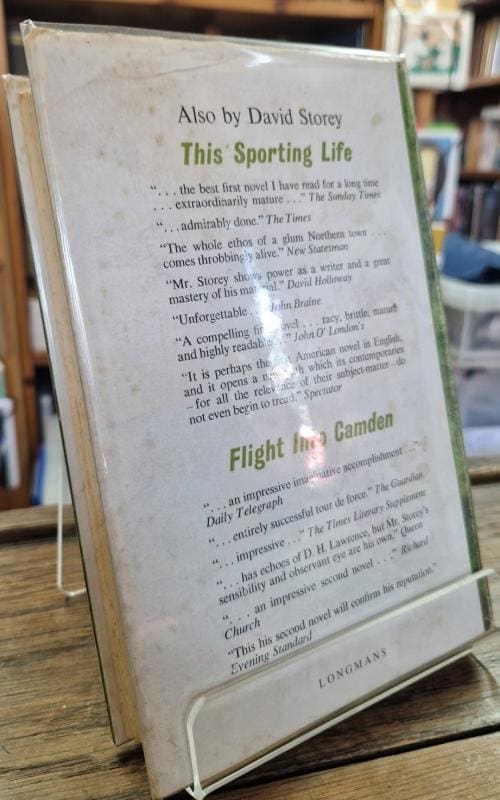 Also by David Storey
This Sporting Life
“. . . the best first novel I have read for a long time
. . . extraordinarily mature . . .” The Sunday Times
“. . . admirably done.” The Times
“The whole ethos of a glum Northern town . . .
comes throbbingly alive.” New Statesman
“Mr. Storey shows power as a writer and a great
mastery of his material.” David Holloway
“Unforgettable . . .” John Braine
“A compelling first novel . . . racy, brittle, mature
and highly readable . . .” John O' London's
“It is perhaps the American novel in English,
and it opens a which its contemporaries
– for all the relevance of their subject-matter – do
not even begin to tread.” Spectator
Flight Into Camden
“. . . an impressive imaginative accomplishment . . .”
Daily Telegraph
“. . . entirely successful tour de force.” The Guardian
“. . . impressive . . .” The Times Literary Supplement
“. . . has echoes of D. H. Lawrence, but Mr. Storey's
sensibility and observant eye are his own.” Queen
“. . . an impressive second novel . . .” Richard
Church
“This his second novel will confirm his reputation.”
Evening Standard
LONGMANS